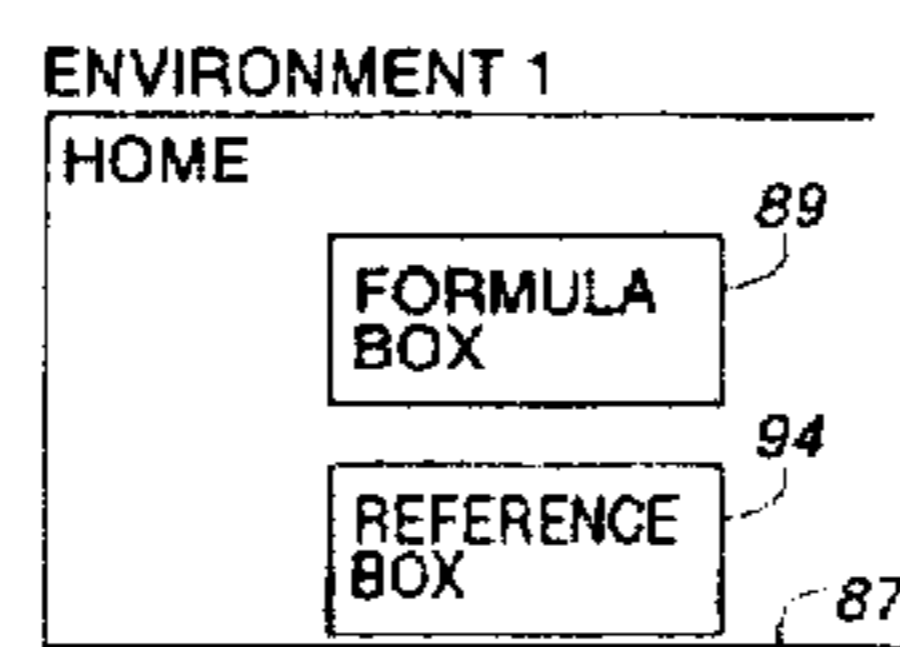 ENVIRONMENT 1
HOME
89
FORMULA
BOX
94
REFERENCE
BOX
87